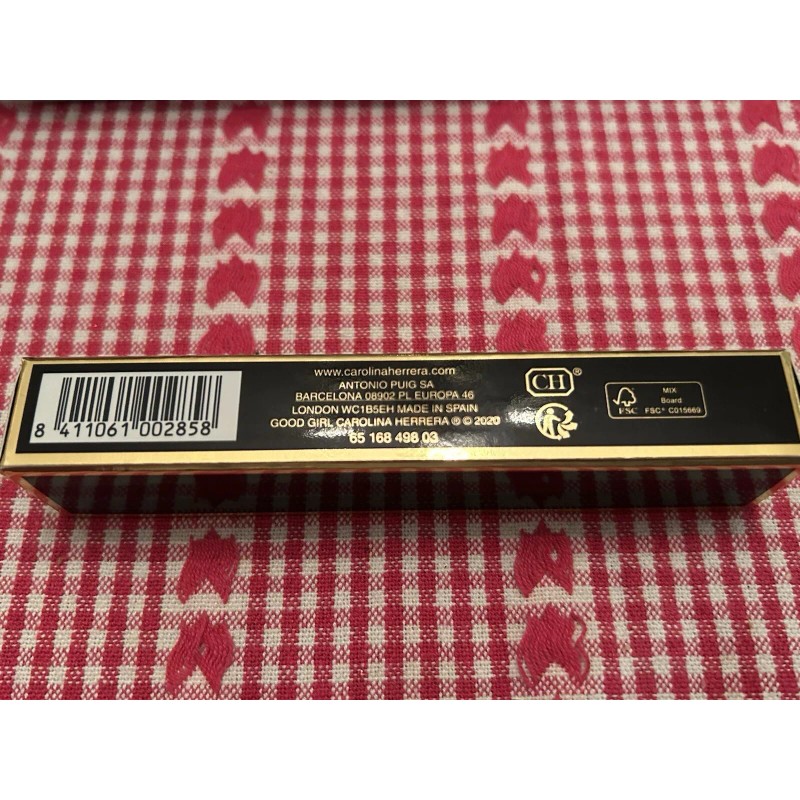 www.carolinaherrera.com
ANTONIO PUIG SA
BARCELONA 08902 PL EUROPA 46
LONDON WC1B5EH MADE IN SPAIN
GOOD GIRL CAROLINA HERRERA ® © 2020
65 168 498 03
8 411061 002858
CH®
FSC
MIX
Board
FSC® C015669